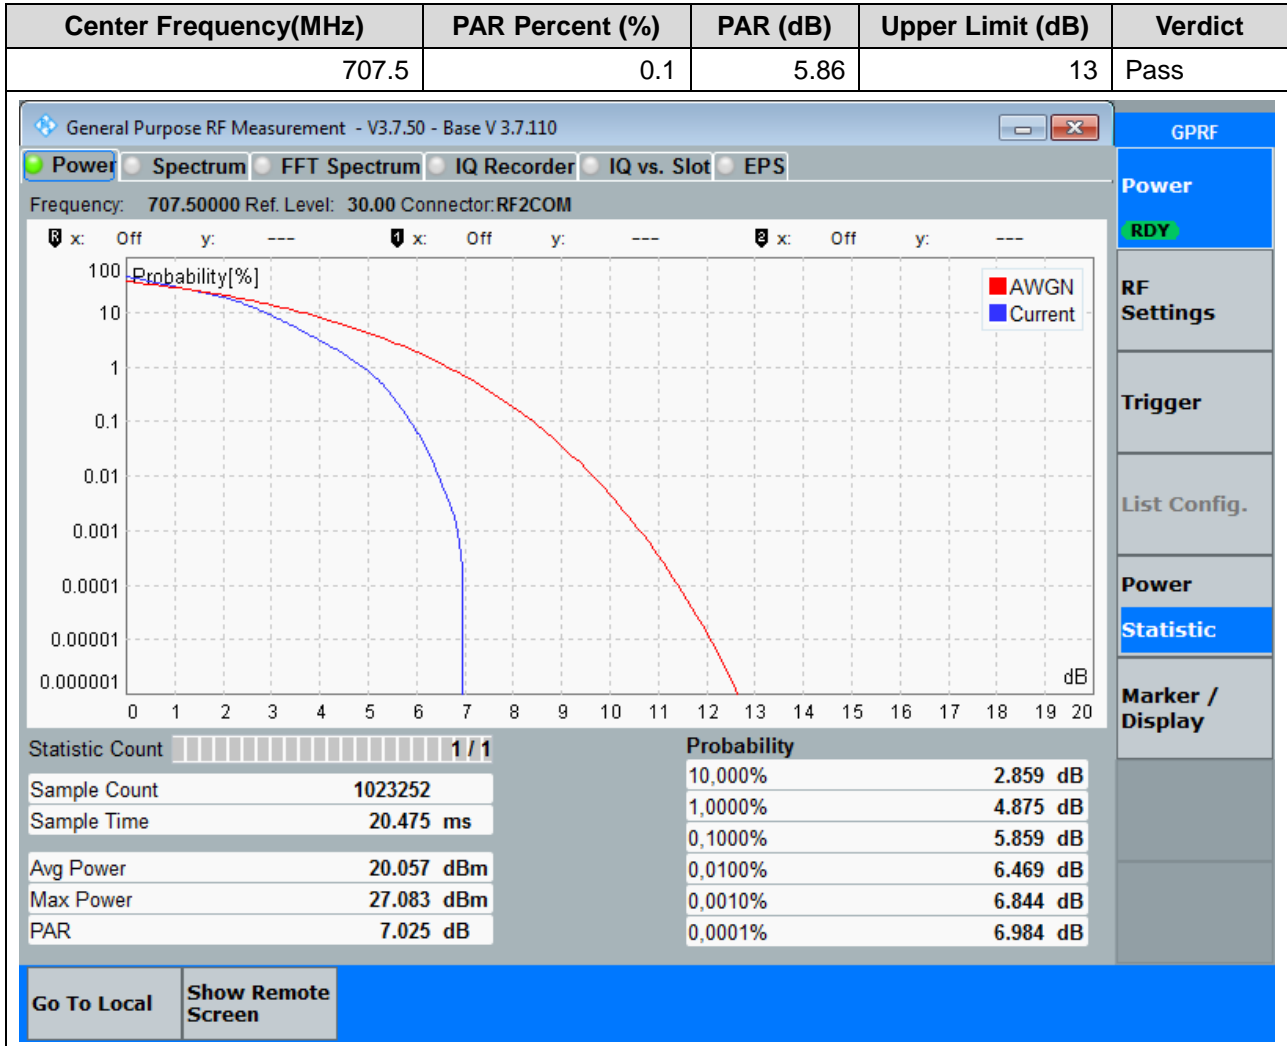 Center Frequency(MHz) PAR Percent (%) PAR (dB) Upper Limit (dB) Verdict
707.5 0.1 5.86 13 Pass
General Purpose RF Measurement - V3.7.50 - Base V 3.7.110
GPRF
Power Spectrum FFT Spectrum IQ Recorder IQ vs. Slot EPS
Frequency: 707.50000 Ref. Level: 30.00 Connector: RF2COM
R x: Off y: --- 1 x: Off y: --- 2 x: Off y: ---
Probability[%]
AWGN
Current
100
10
1
0.1
0.01
0.001
0.0001
0.00001
0.000001
dB
0 1 2 3 4 5 6 7 8 9 10 11 12 13 14 15 16 17 18 19 20
Statistic Count 1 / 1
Sample Count 1023252
Sample Time 20.475 ms
Avg Power 20.057 dBm
Max Power 27.083 dBm
PAR 7.025 dB
Probability
10,000% 2.859 dB
1,0000% 4.875 dB
0,1000% 5.859 dB
0,0100% 6.469 dB
0,0010% 6.844 dB
0,0001% 6.984 dB
Power
RDY
RF
Settings
Trigger
List Config.
Power
Statistic
Marker /
Display
Go To Local
Show Remote
Screen